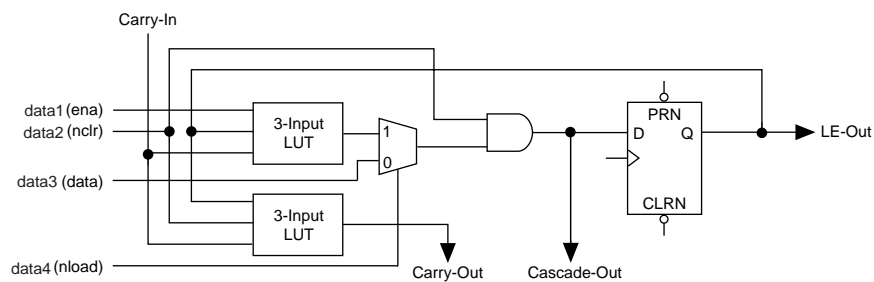 Carry-In
data1 (ena)
data2 (nclr)
3-Input
LUT
1
0
data3 (data)
3-Input
LUT
data4 (nload)
Carry-Out
Cascade-Out
PRN
D
Q
CLRN
LE-Out